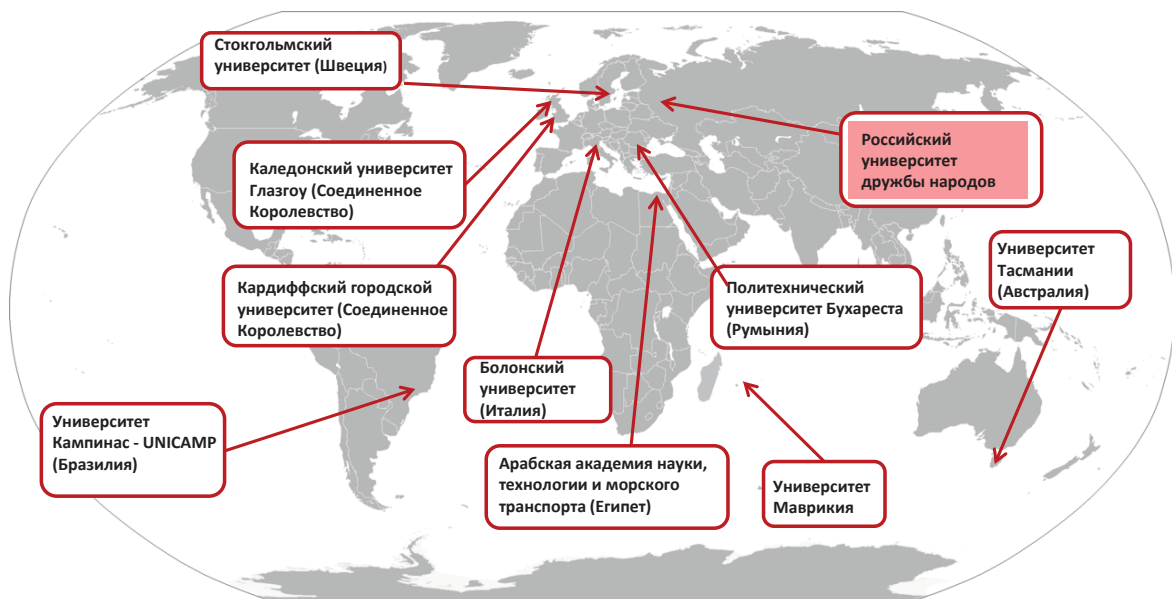 Стокгольмский
университет (Швеция)
Каледонский университет
Глазгоу (Соединенное
Королевство)
Российский
университет
дружбы народов
Кардиффский городской
университет (Соединенное
Королевство)
Политехнический
университет Бухареста
(Румыния)
Университет
Тасмании
(Австралия)
Болонский
университет
(Италия)
Университет
Кампинас - UNICAMP
(Бразилия)
Арабская академия науки,
технологии и морского
транспорта (Египет)
Университет
Маврикия